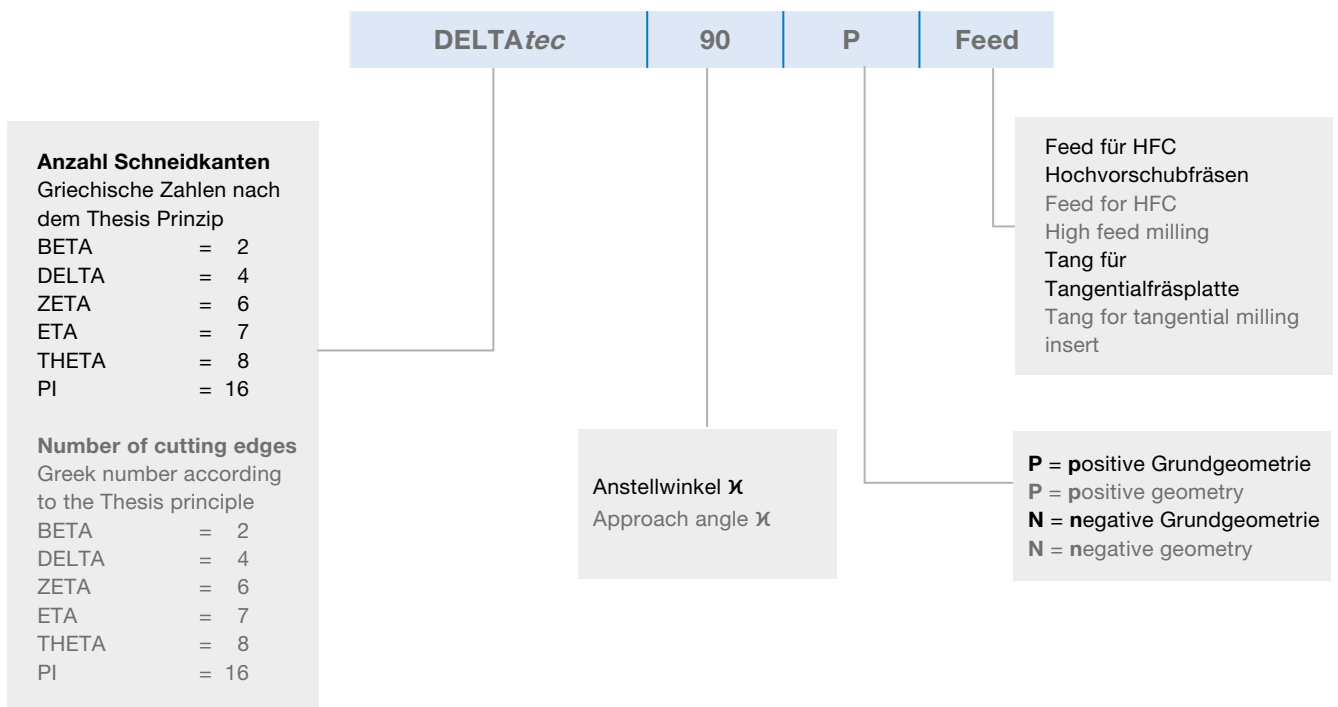 DELTAtec 90 P Feed
Anzahl Schneidkanten
Griechische Zahlen nach
dem Thesis Prinzip
BETA = 2
DELTA = 4
ZETA = 6
ETA = 7
THETA = 8
PI = 16
Number of cutting edges
Greek number according
to the Thesis principle
BETA = 2
DELTA = 4
ZETA = 6
ETA = 7
THETA = 8
PI = 16
Anstellwinkel ϰ
Approach angle ϰ
Feed für HFC
Hochvorschubfräsen
Feed for HFC
High feed milling
Tang für
Tangentialfräsplatte
Tang for tangential milling
insert
P = positive Grundgeometrie
P = positive geometry
N = negative Grundgeometrie
N = negative geometry